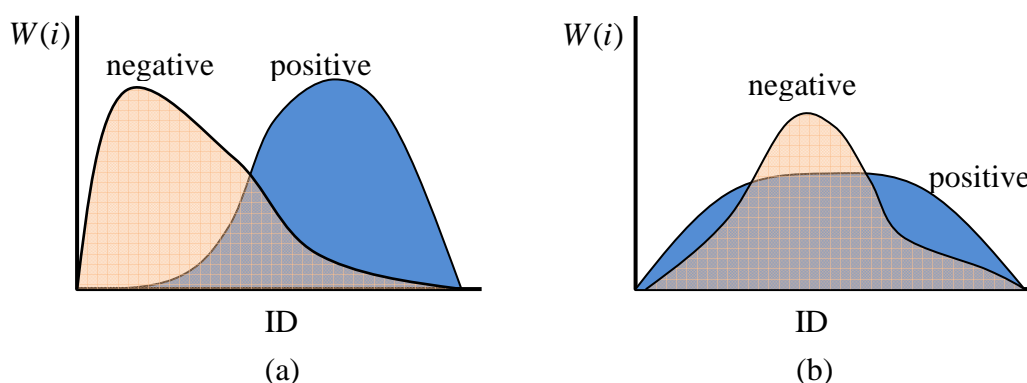 W(i)
negative
positive
ID
(a)
W(i)
negative
positive
ID
(b)